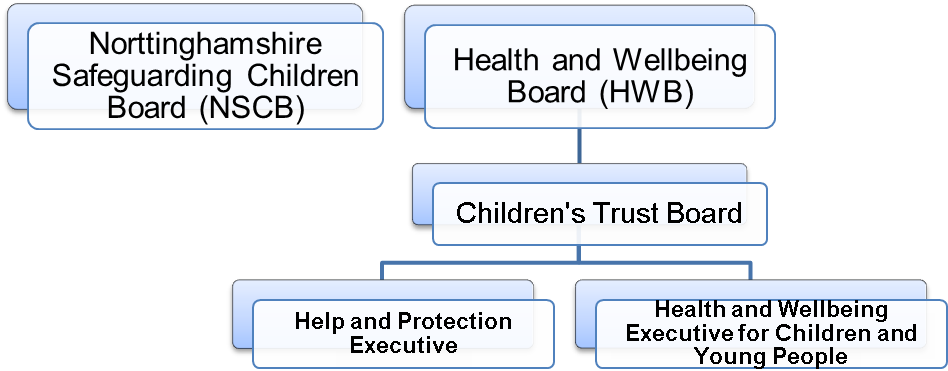 Norttinghamshire
Safeguarding Children
Board (NSCB)
Health and Wellbeing
Board (HWB)
Children's Trust Board
Help and Protection
Executive
Health and Wellbeing
Executive for Children and
Young People